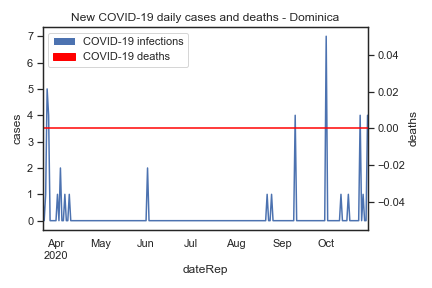 New COVID-19 daily cases and deaths - Dominica
COVID-19 infections
COVID-19 deaths
7
6
5
4
3
2
1
0
cases
0.04
0.02
0.00
−0.02
−0.04
deaths
Apr May Jun Jul Aug Sep Oct
2020
dateRep